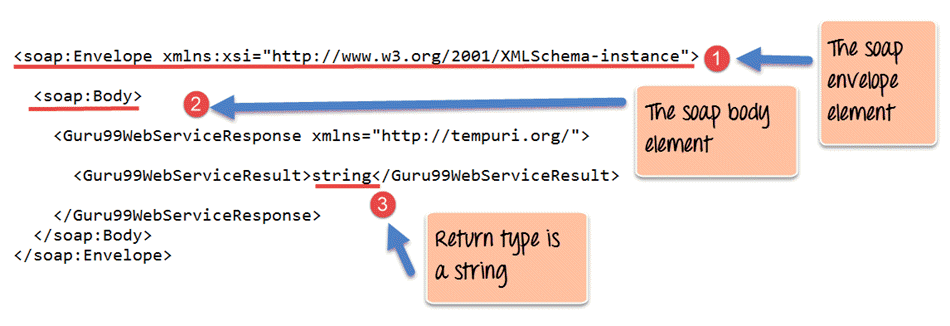 <soap:Envelope xmlns:xsi="http://www.w3.org/2001/XMLSchema-instance">
1
The soap
envelope
element
<soap:Body>
2
The soap body
element
<Guru99WebServiceResponse xmlns="http://tempuri.org/">
<Guru99WebServiceResult>string</Guru99WebServiceResult>
3
</Guru99WebServiceResponse>
</soap:Body>
</soap:Envelope>
Return type is
a string